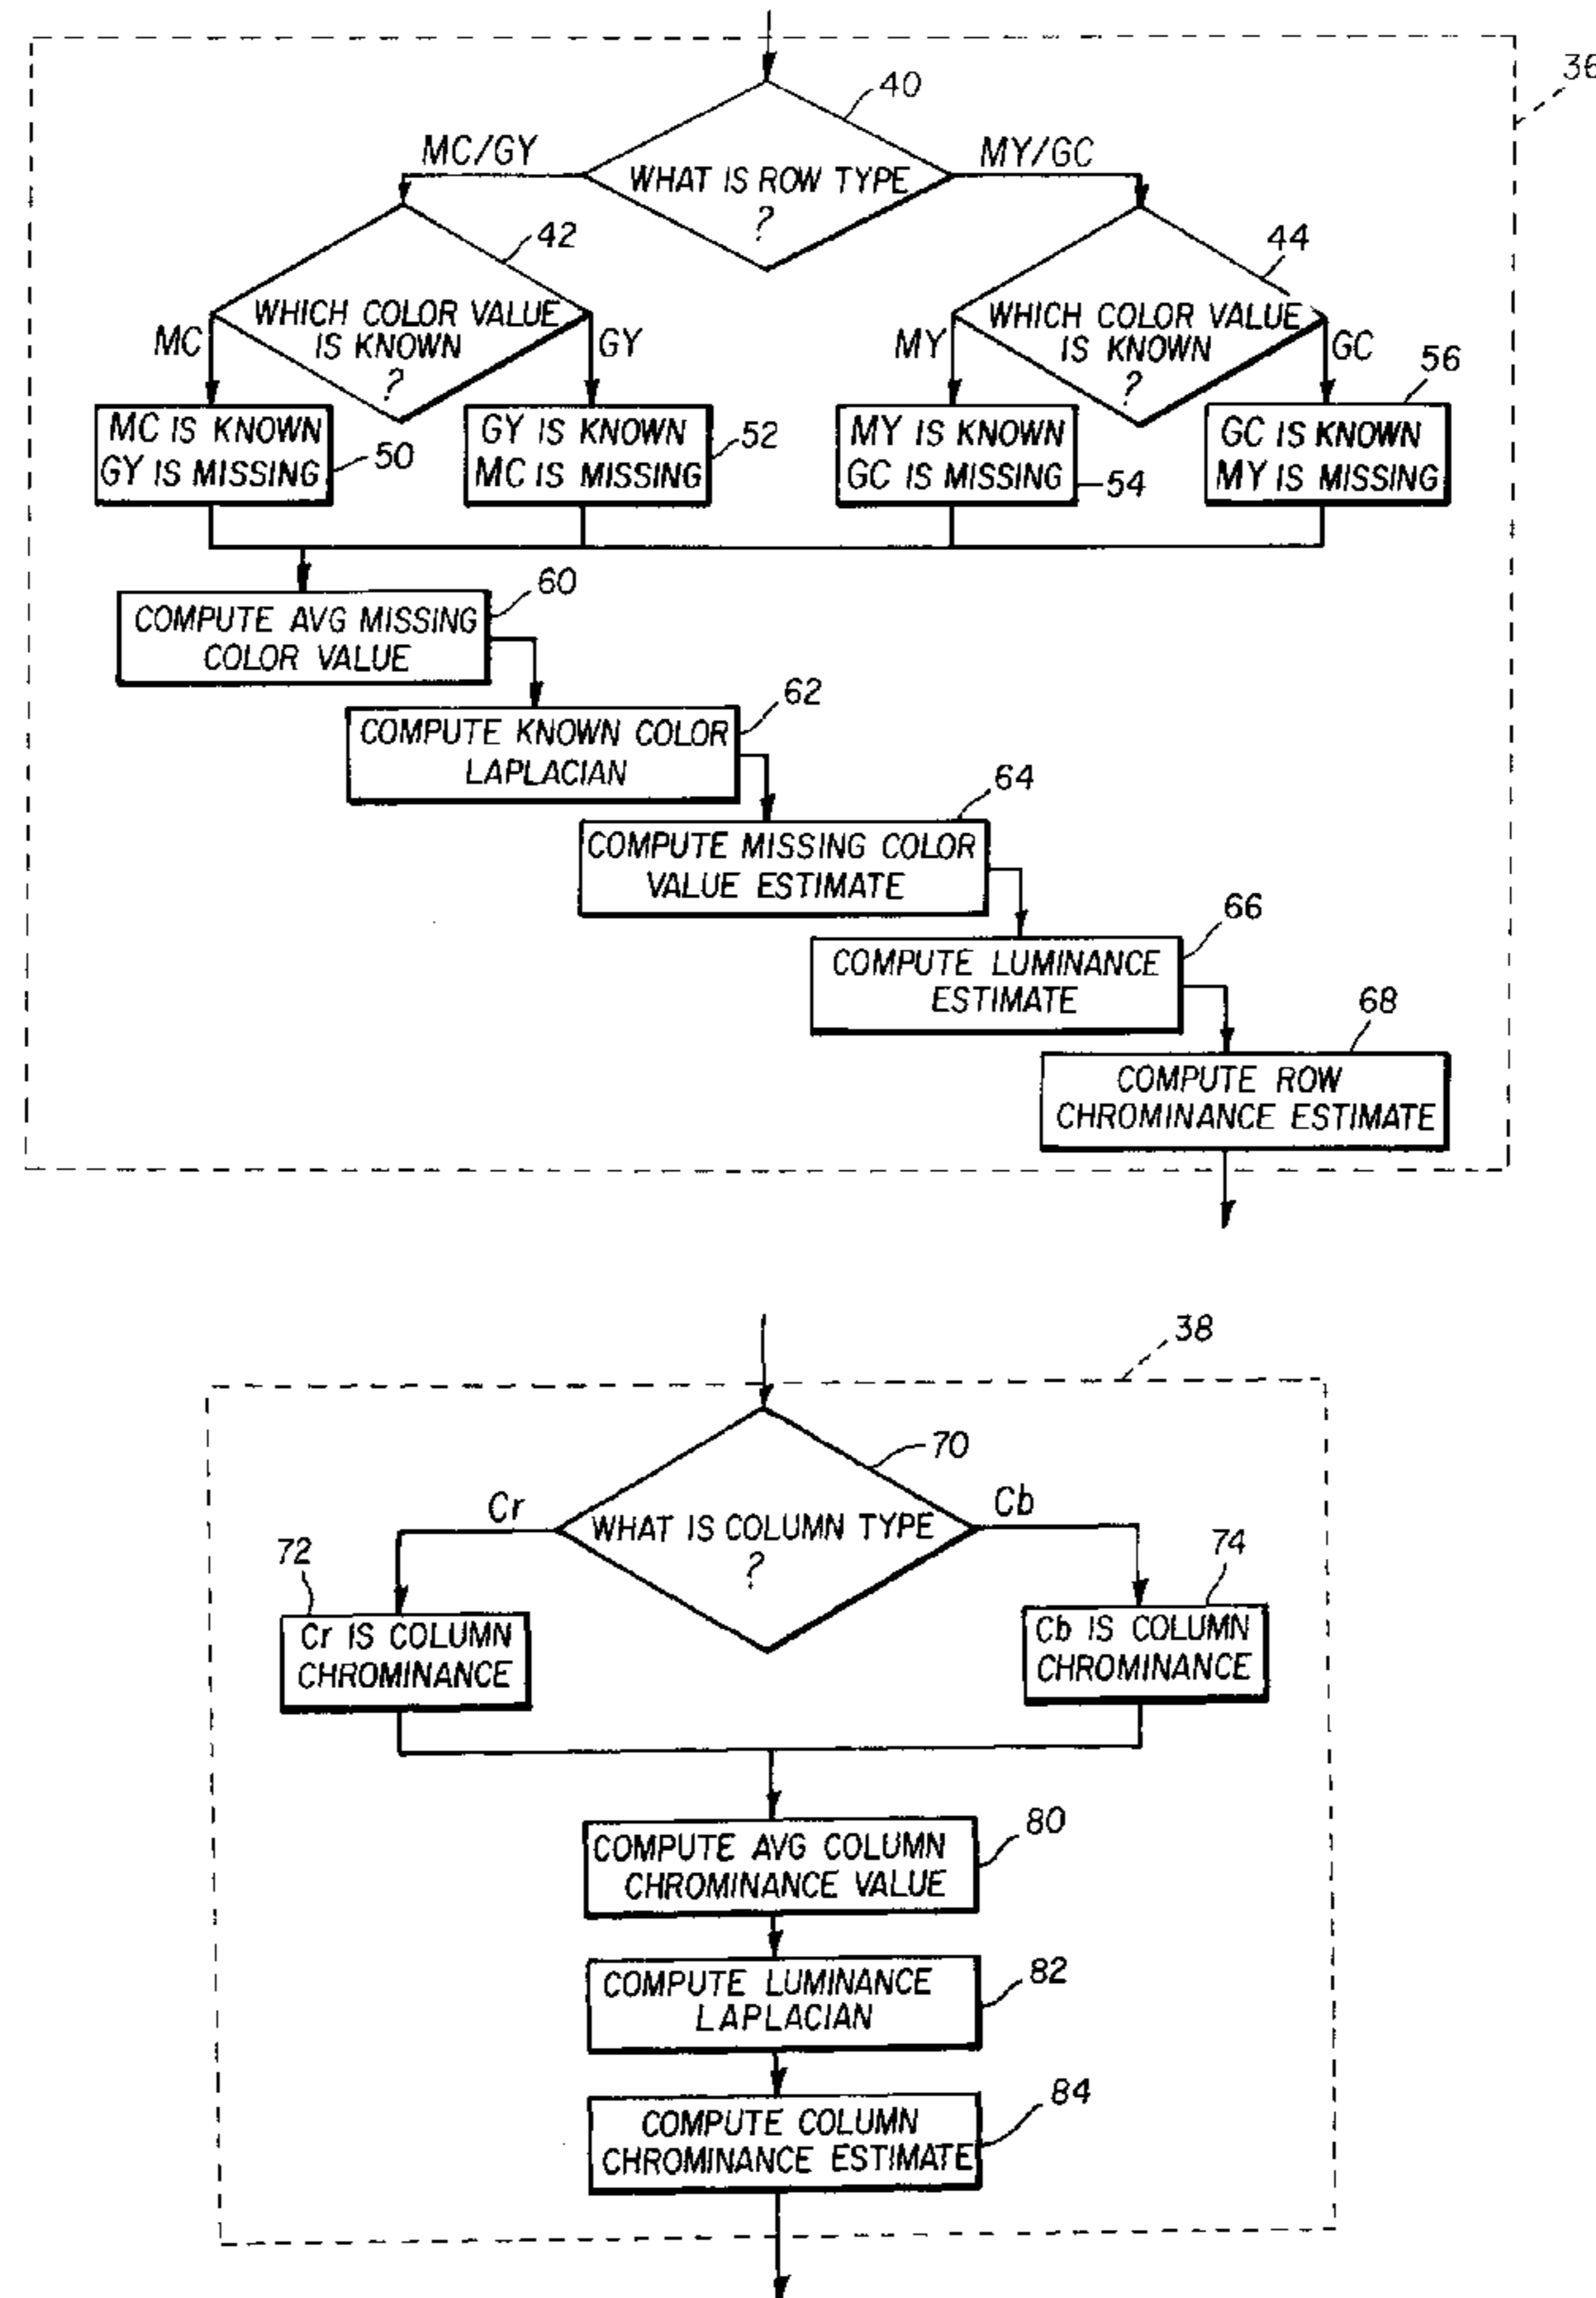 36
40
MC/GY
MY/GC
WHAT IS ROW TYPE
?
42
44
WHICH COLOR VALUE
IS KNOWN
?
WHICH COLOR VALUE
IS KNOWN
?
MC
GY
MY
GC
56
MC IS KNOWN
GY IS MISSING
50
GY IS KNOWN
MC IS MISSING
52
MY IS KNOWN
GC IS MISSING
54
GC IS KNOWN
MY IS MISSING
60
COMPUTE AVG MISSING
COLOR VALUE
62
COMPUTE KNOWN COLOR
LAPLACIAN
64
COMPUTE MISSING COLOR
VALUE ESTIMATE
66
COMPUTE LUMINANCE
ESTIMATE
68
COMPUTE ROW
CHROMINANCE ESTIMATE
38
70
Cr
Cb
WHAT IS COLUMN TYPE
?
72
74
Cr IS COLUMN
CHROMINANCE
Cb IS COLUMN
CHROMINANCE
80
COMPUTE AVG COLUMN
CHROMINANCE VALUE
82
COMPUTE LUMINANCE
LAPLACIAN
84
COMPUTE COLUMN
CHROMINANCE ESTIMATE